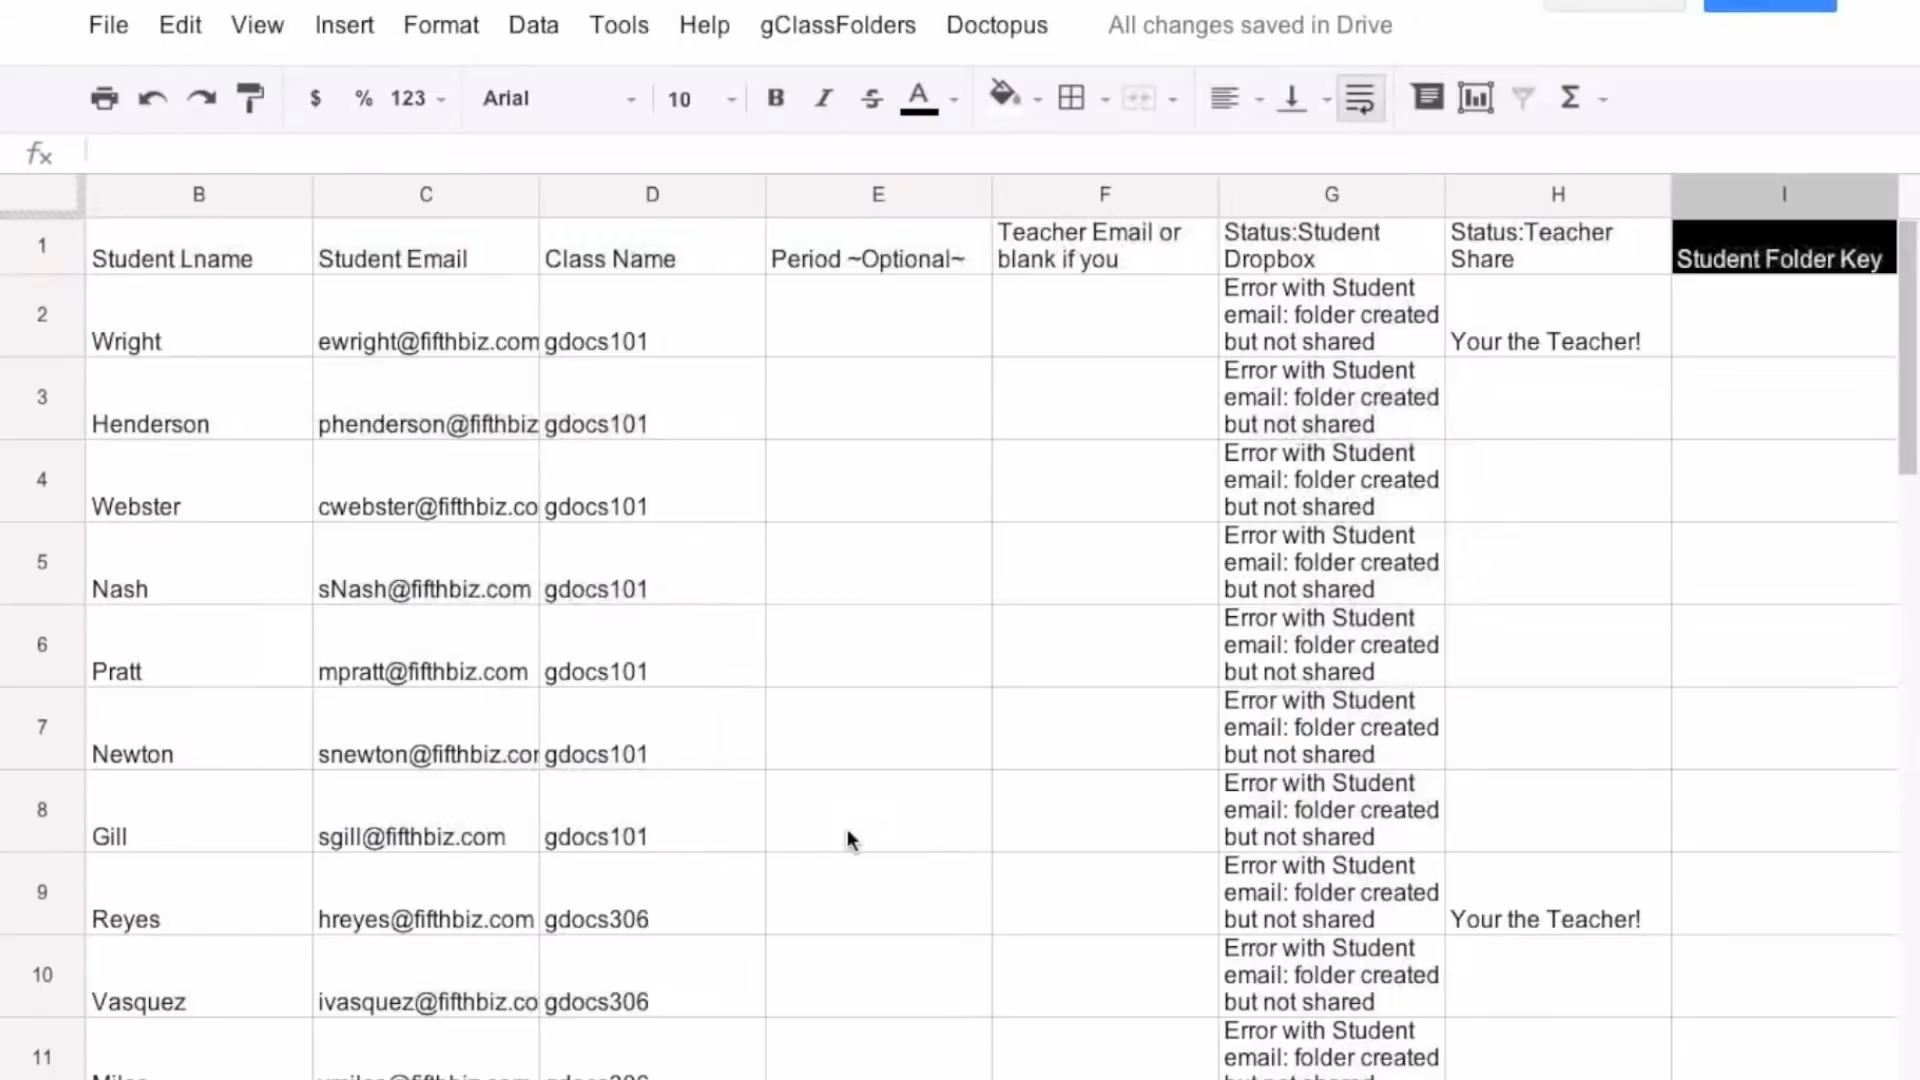 File Edit View Insert Format Data Tools Help gClassFolders Doctopus All changes saved in Drive
$ % 123 Arial 10 B I S A Σ
fx
B C D E F G H I
1 Student Lname Student Email Class Name Period ~Optional~ Teacher Email or blank if you Status:Student Dropbox Status:Teacher Share Student Folder Key
2 Wright ewright@fifthbiz.com gdocs101 Error with Student email: folder created but not shared Your the Teacher!
3 Henderson phenderson@fifthbiz gdocs101 Error with Student email: folder created but not shared
4 Webster cwebster@fifthbiz.co gdocs101 Error with Student email: folder created but not shared
5 Nash sNash@fifthbiz.com gdocs101 Error with Student email: folder created but not shared
6 Pratt mpratt@fifthbiz.com gdocs101 Error with Student email: folder created but not shared
7 Newton snewton@fifthbiz.cor gdocs101 Error with Student email: folder created but not shared
8 Gill sgill@fifthbiz.com gdocs101 Error with Student email: folder created but not shared
9 Reyes hreyes@fifthbiz.com gdocs306 Error with Student email: folder created but not shared Your the Teacher!
10 Vasquez ivasquez@fifthbiz.co gdocs306 Error with Student email: folder created but not shared
11 Error with Student email: folder created